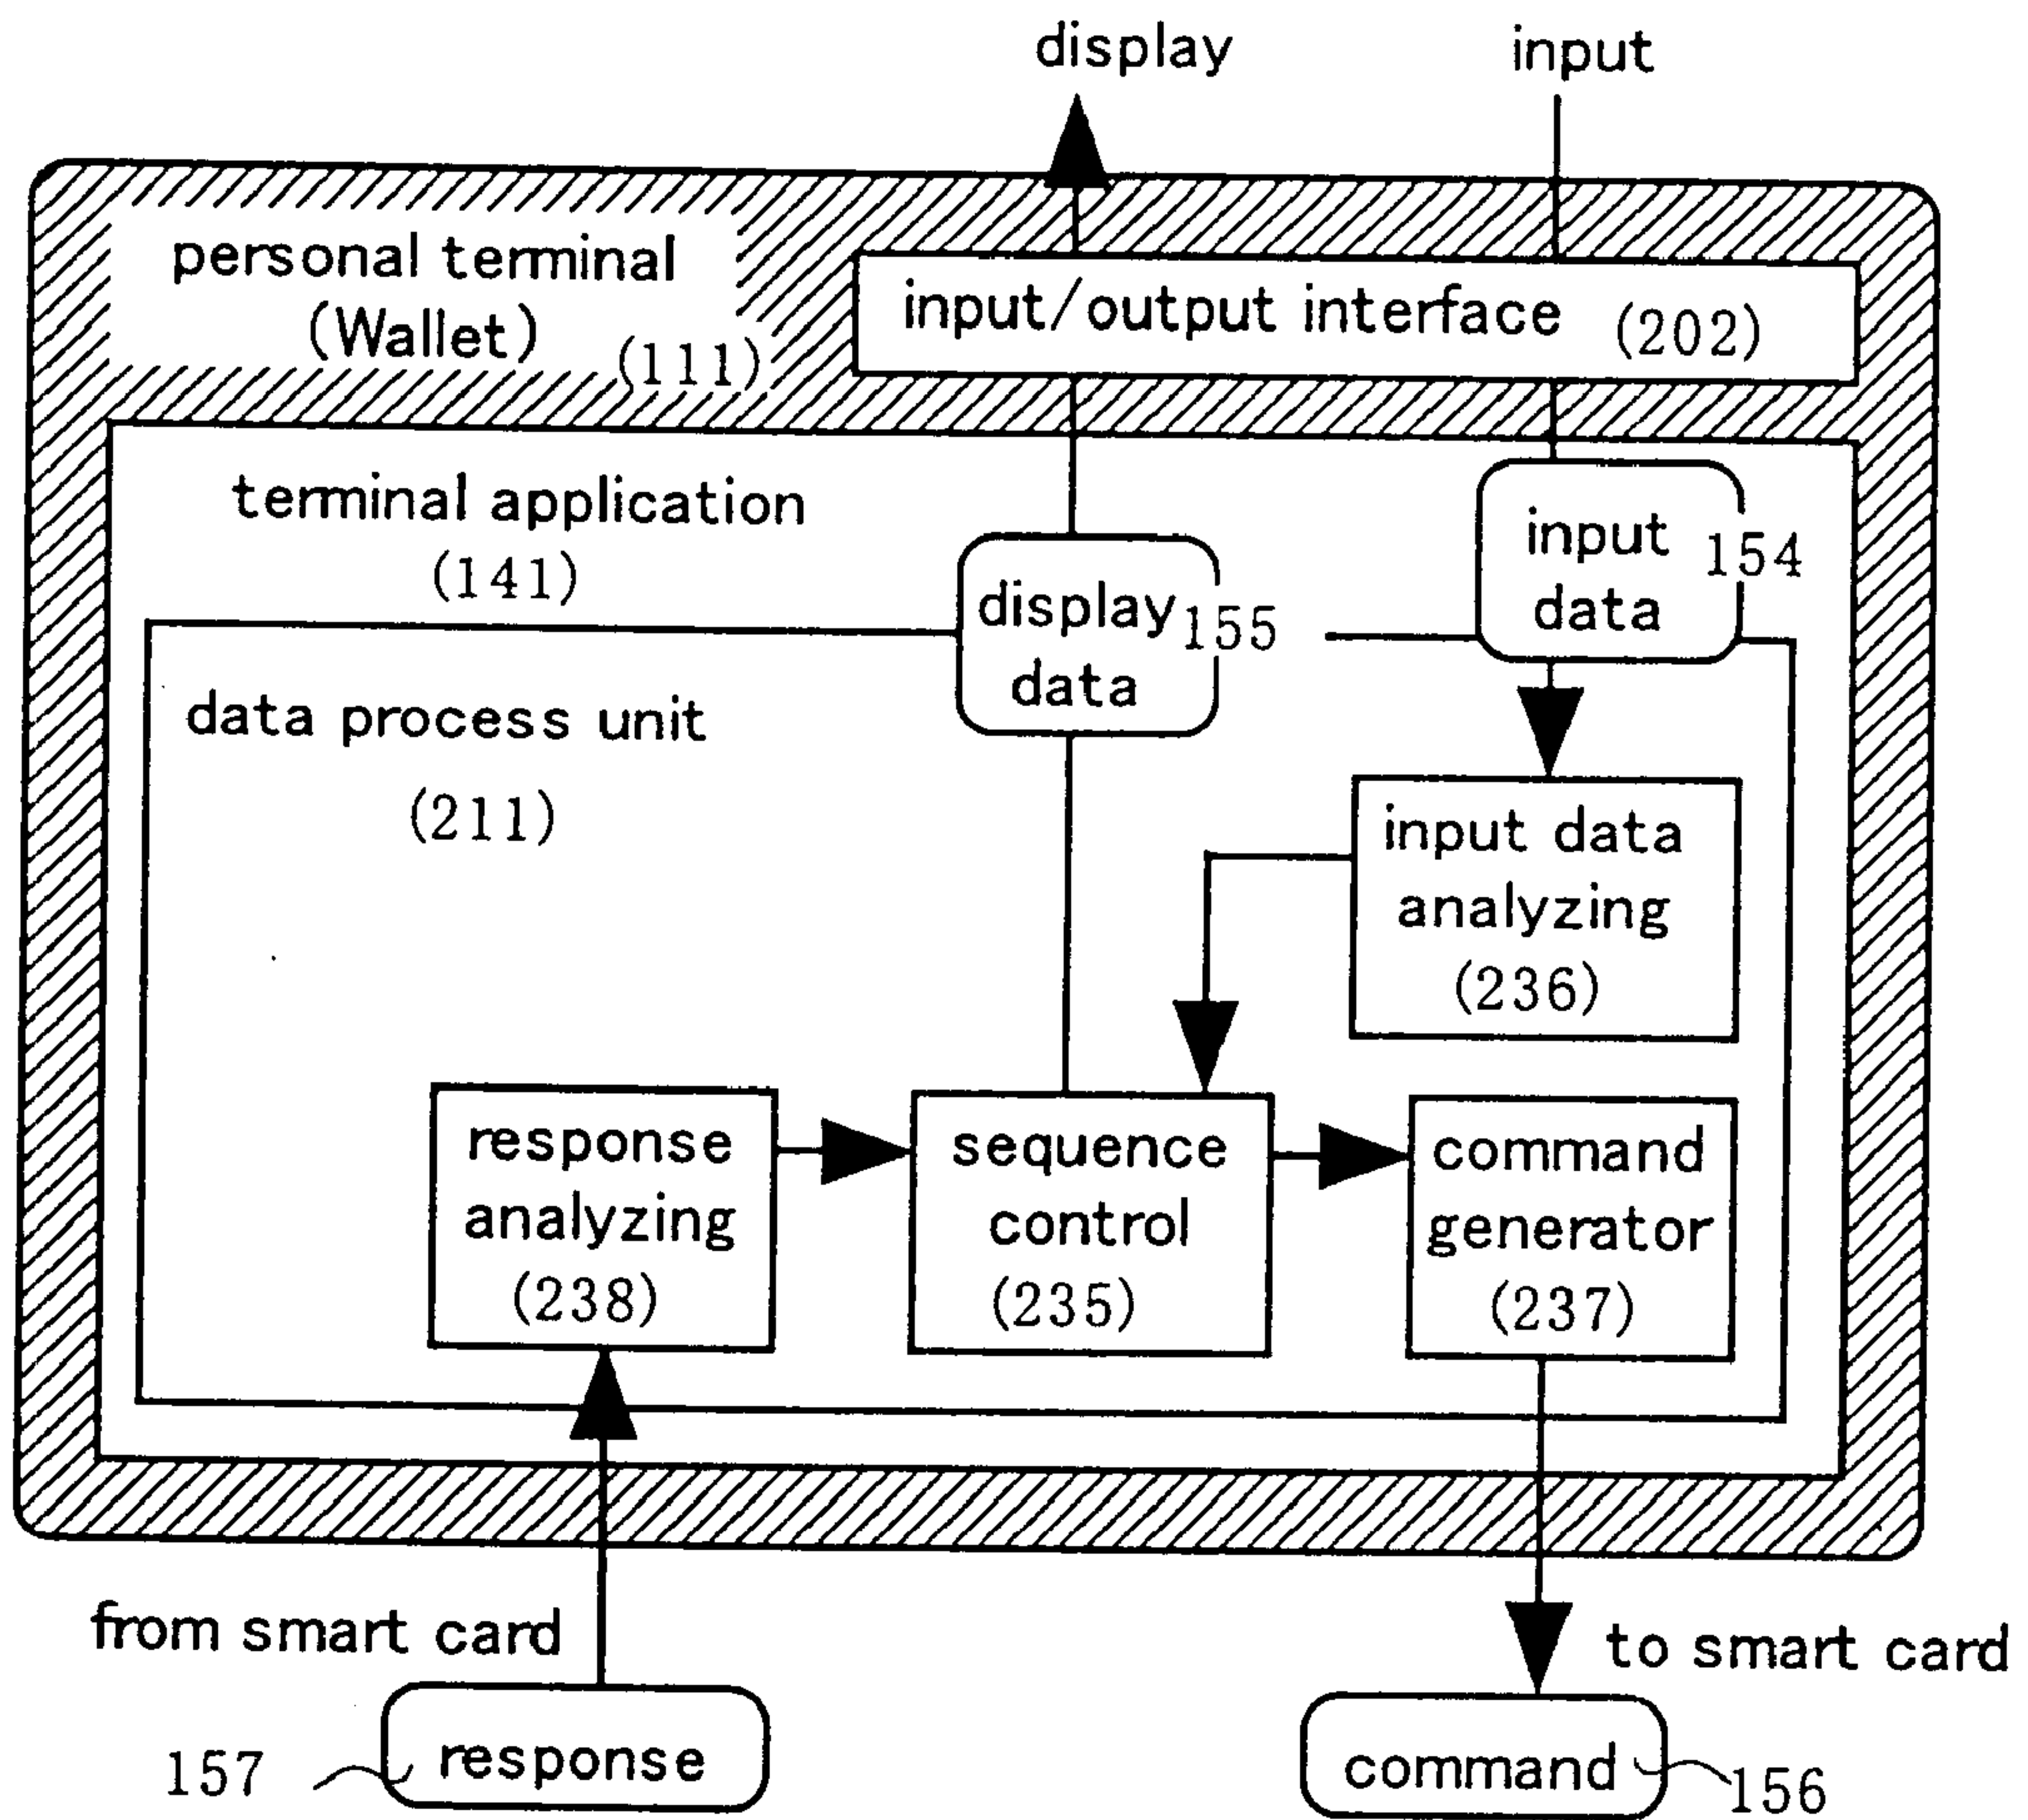 display
input
personal terminal
(Wallet)
(111)
input/output interface (202)
terminal application
(141)
input
data
154
display
data
155
data process unit
(211)
input data
analyzing
(236)
response
analyzing
(238)
sequence
control
(235)
command
generator
(237)
from smart card
to smart card
157
response
command
156